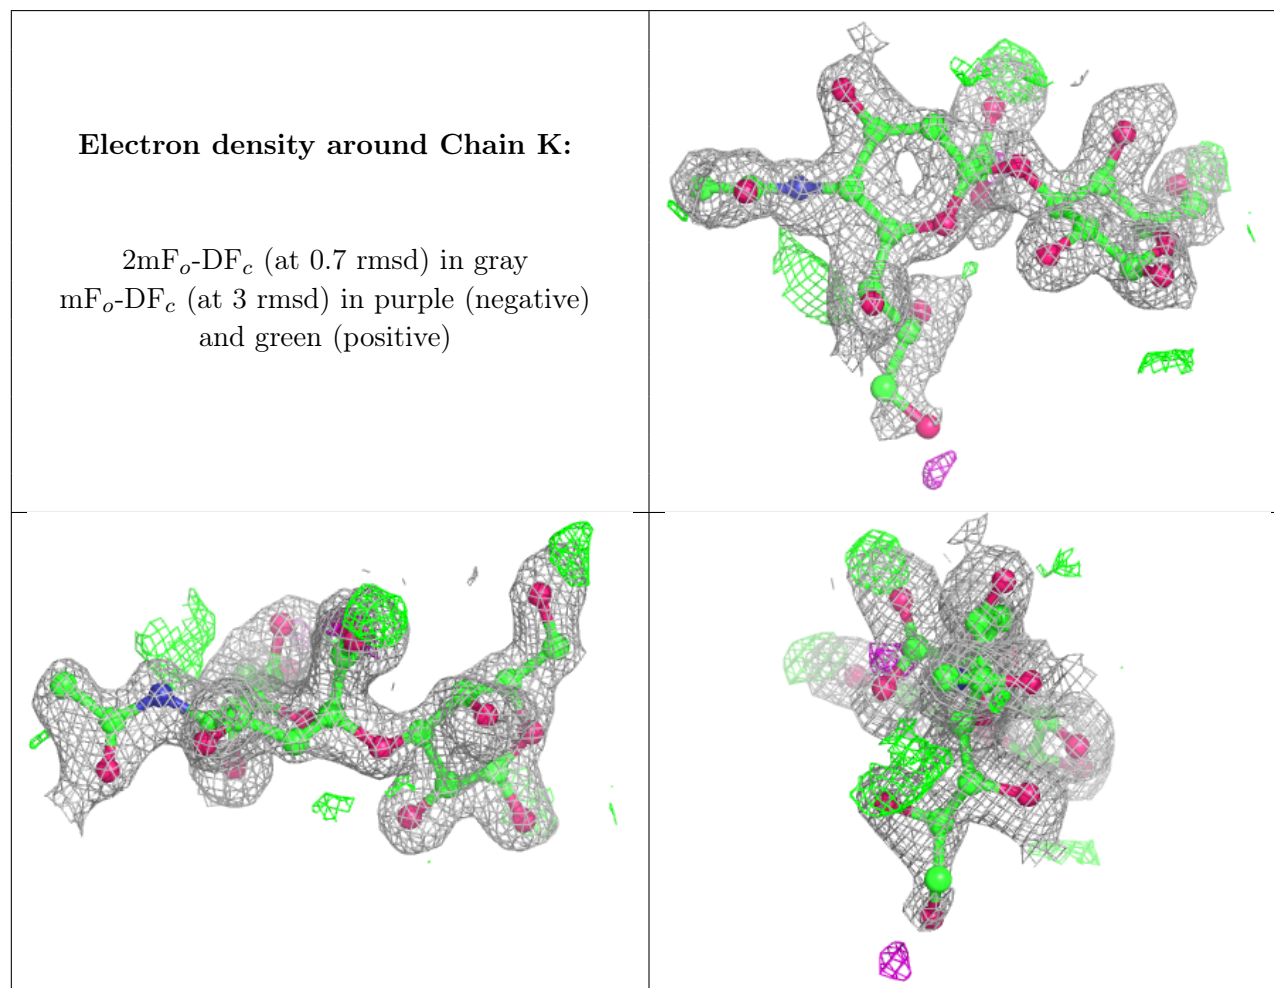 Electron density around Chain K:
2mFo-DFc (at 0.7 rmsd) in gray
mFo-DFc (at 3 rmsd) in purple (negative)
and green (positive)